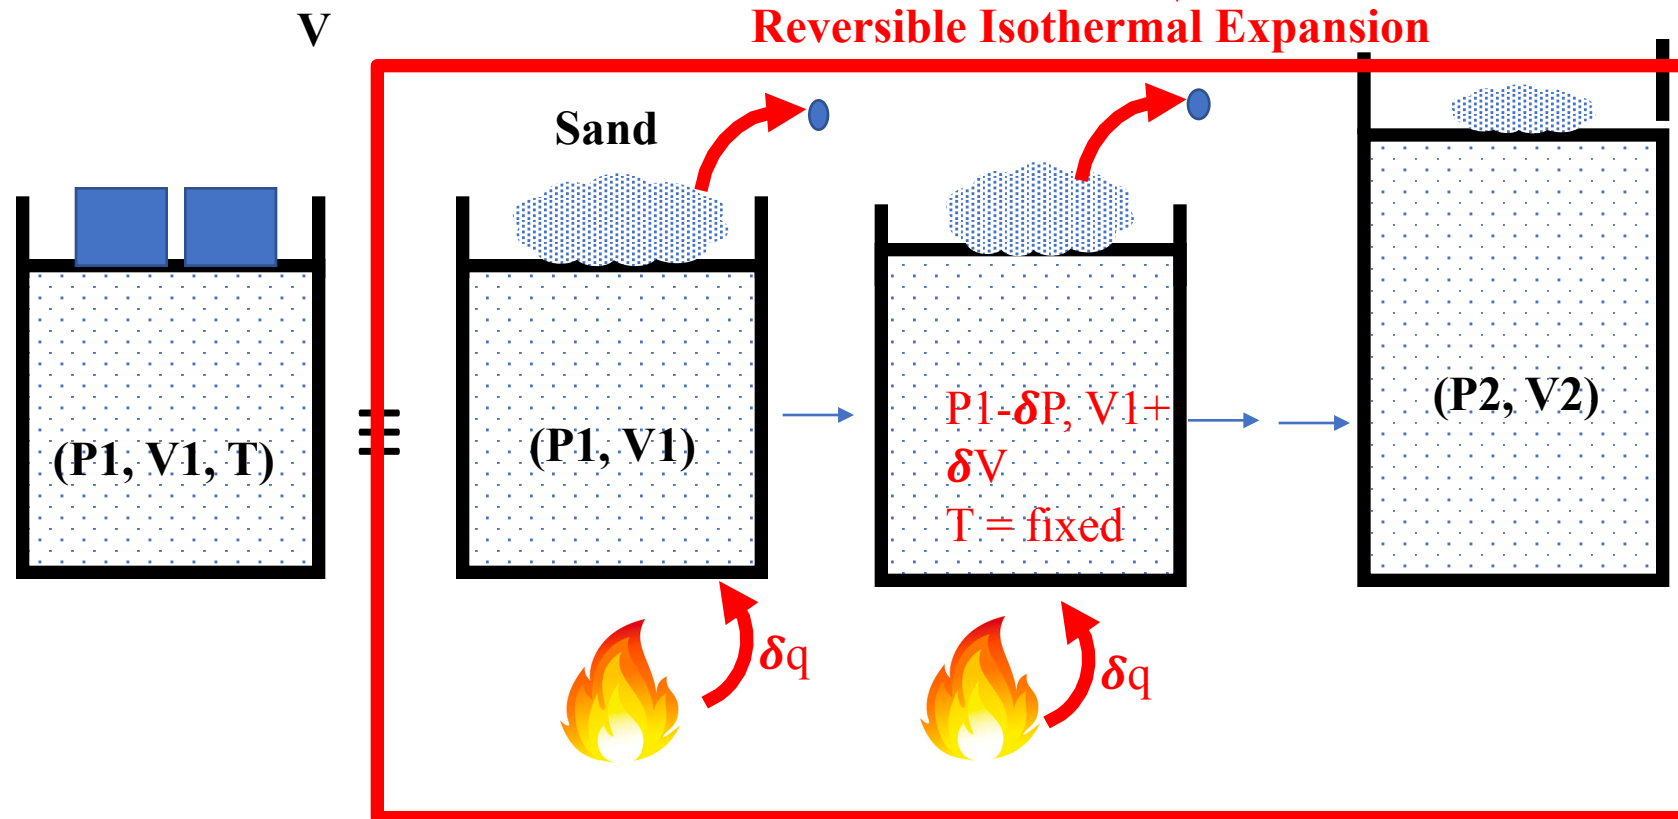 V
Reversible Isothermal Expansion
Sand
(P1, V1, T)
(P1, V1)
P1-δP, V1+
δV
T = fixed
(P2, V2)
δq
δq